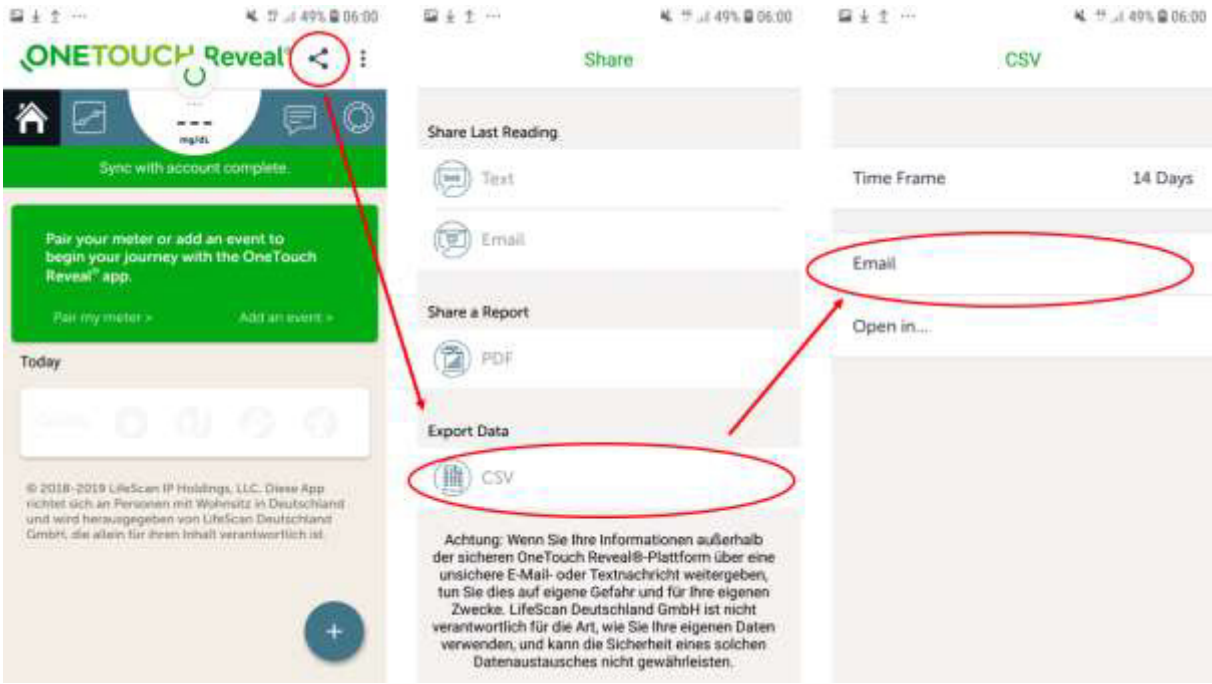 49% 06:00
ONETOUCH Reveal®
---
mg/dL
Sync with account complete.
Pair your meter or add an event to
begin your journey with the OneTouch
Reveal® app.
Pair my meter >
Add an event >
Today
© 2018-2019 LifeScan IP Holdings, LLC. Diese App
richtet sich an Personen mit Wohnsitz in Deutschland
und wird herausgegeben von LifeScan Deutschland
GmbH, die allein für ihren Inhalt verantwortlich ist.
+
49% 06:00
Share
Share Last Reading
Text
Email
Share a Report
PDF
Export Data
CSV
Achtung: Wenn Sie Ihre Informationen außerhalb
der sicheren OneTouch Reveal®-Plattform über eine
unsichere E-Mail- oder Textnachricht weitergeben,
tun Sie dies auf eigene Gefahr und für Ihre eigenen
Zwecke. LifeScan Deutschland GmbH ist nicht
verantwortlich für die Art, wie Sie Ihre eigenen Daten
verwenden, und kann die Sicherheit eines solchen
Datenaustausches nicht gewährleisten.
49% 06:00
CSV
Time Frame 14 Days
Email
Open in...